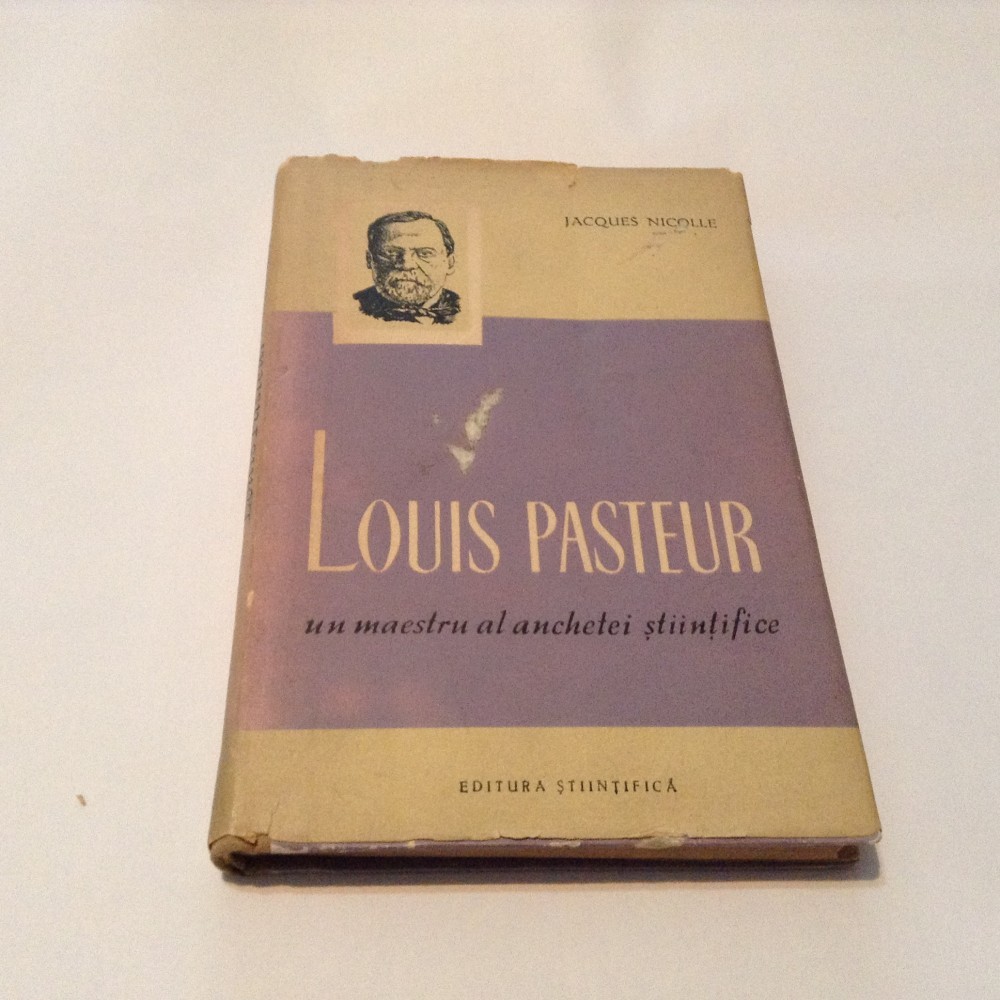 JACQUES NICOLLE
LOUIS PASTEUR
un maestru al anchetei științifice
EDITURA ȘTIINȚIFICĂ